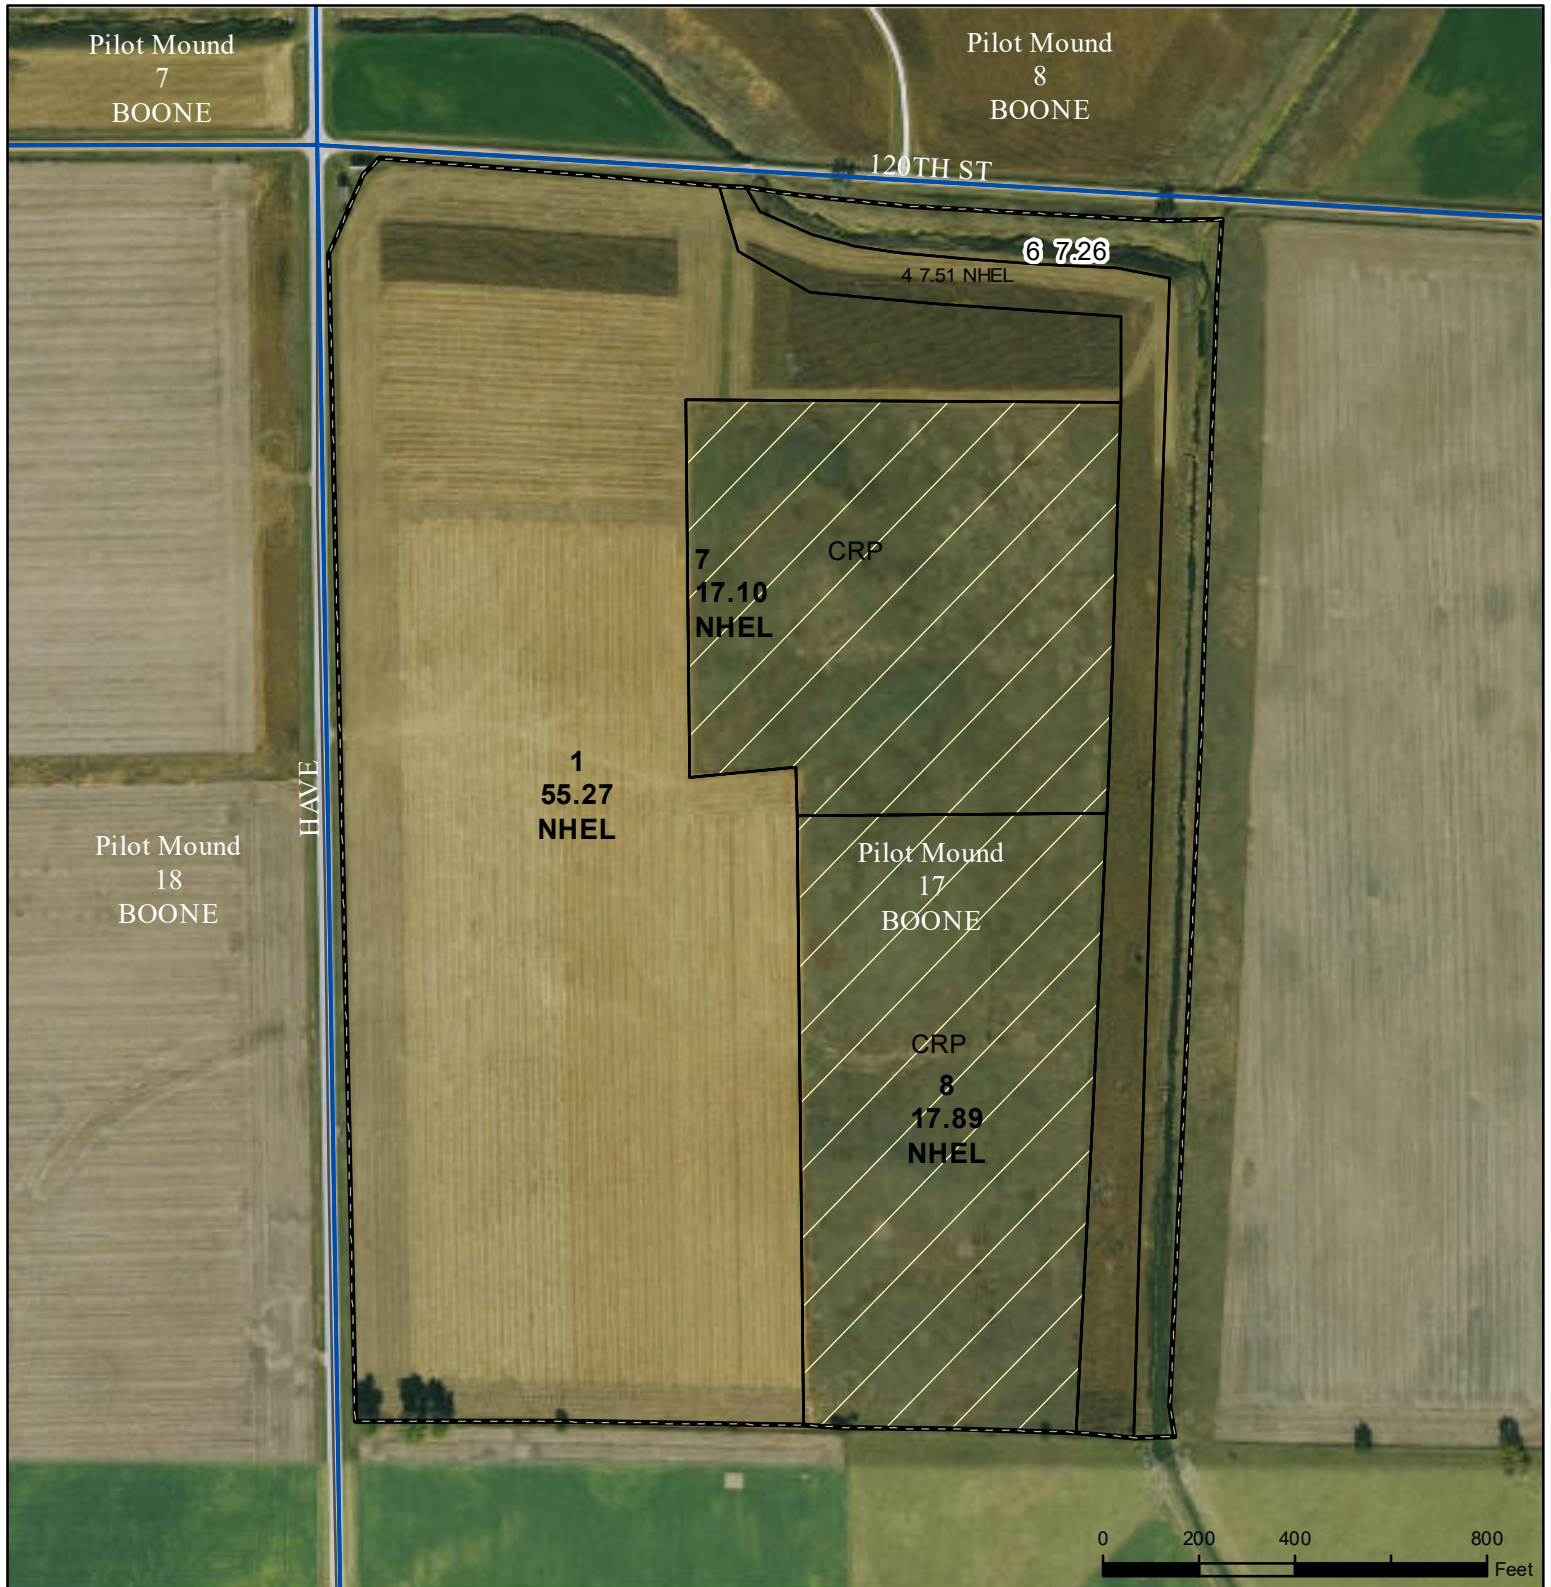 Pilot Mound
7
BOONE
Pilot Mound
8
BOONE
120TH ST
6 7.26
4 7.51 NHEL
CRP
7
17.10
NHEL
1
55.27
NHEL
H AVE
Pilot Mound
18
BOONE
Pilot Mound
17
BOONE
CRP
8
17.89
NHEL
0 200 400 800
Feet